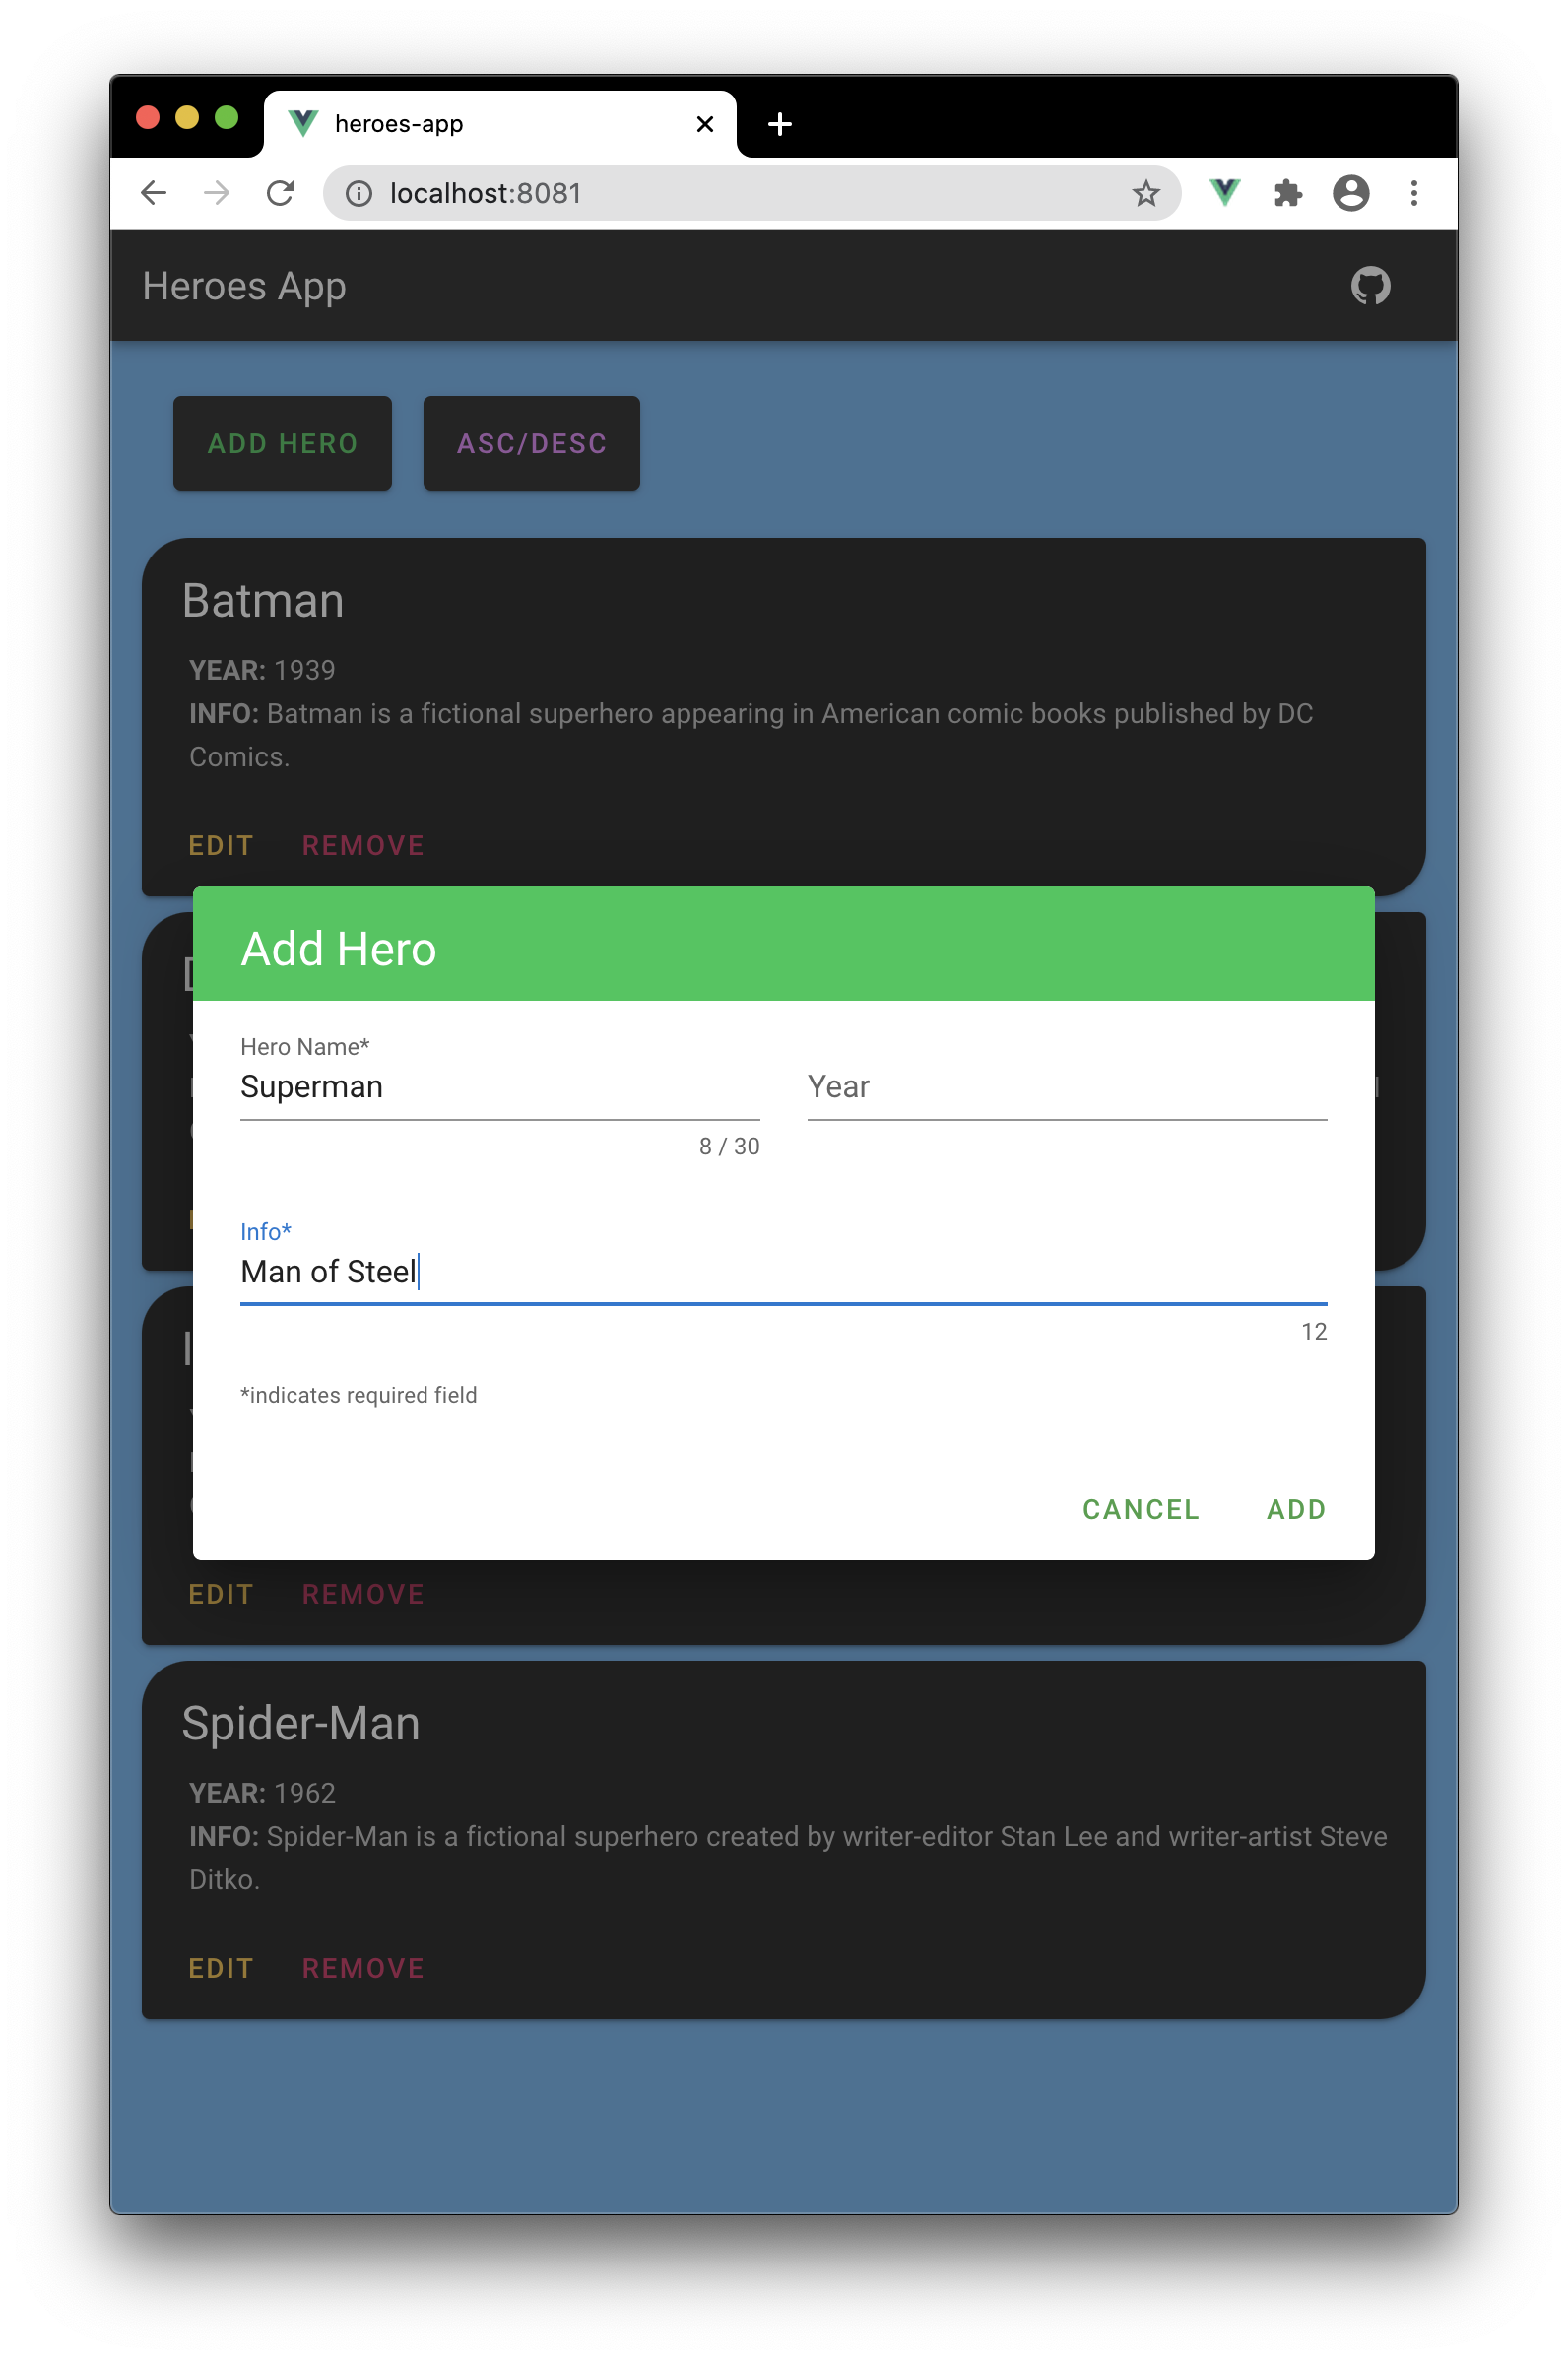 heroes-app
localhost:8081
Heroes App
ADD HERO
ASC/DESC
Batman
YEAR: 1939
INFO: Batman is a fictional superhero appearing in American comic books published by DC
Comics.
EDIT REMOVE
Add Hero
Hero Name*
Superman
Year
8 / 30
Info*
Man of Steel
12
*indicates required field
CANCEL ADD
EDIT REMOVE
Spider-Man
YEAR: 1962
INFO: Spider-Man is a fictional superhero created by writer-editor Stan Lee and writer-artist Steve
Ditko.
EDIT REMOVE